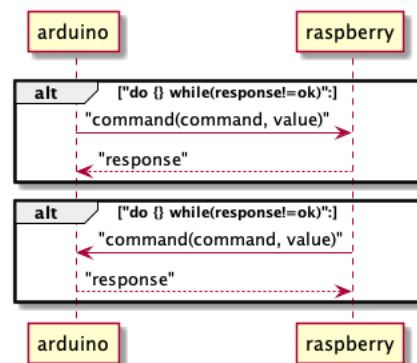 arduino raspberry
alt ["do {} while(response!=ok)":]
"command(command, value)"
"response"
alt ["do {} while(response!=ok)":]
"command(command, value)"
"response"
arduino raspberry